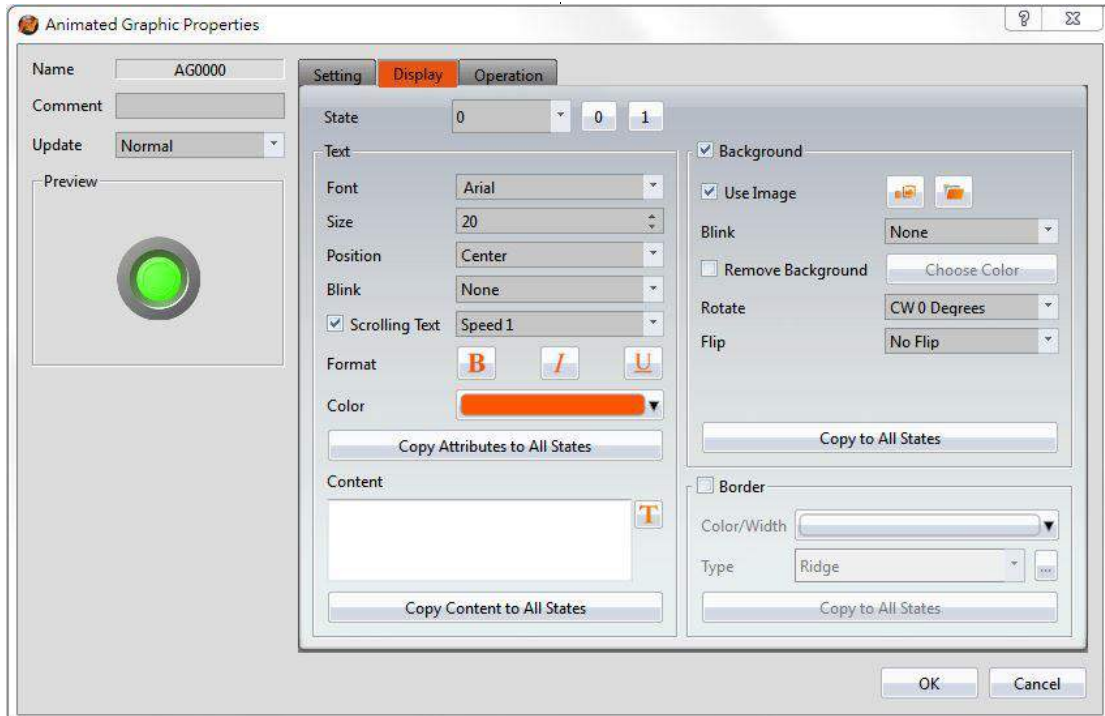 Animated Graphic Properties
Name AG0000
Comment
Update Normal
Preview
Setting Display Operation
State 0 0 1
Text
Font Arial
Size 20
Position Center
Blink None
Scrolling Text Speed 1
Format B I U
Color
Copy Attributes to All States
Content
T
Copy Content to All States
Background
Use Image
Blink None
Remove Background Choose Color
Rotate CW 0 Degrees
Flip No Flip
Copy to All States
Border
Color/Width
Type Ridge ...
Copy to All States
OK Cancel